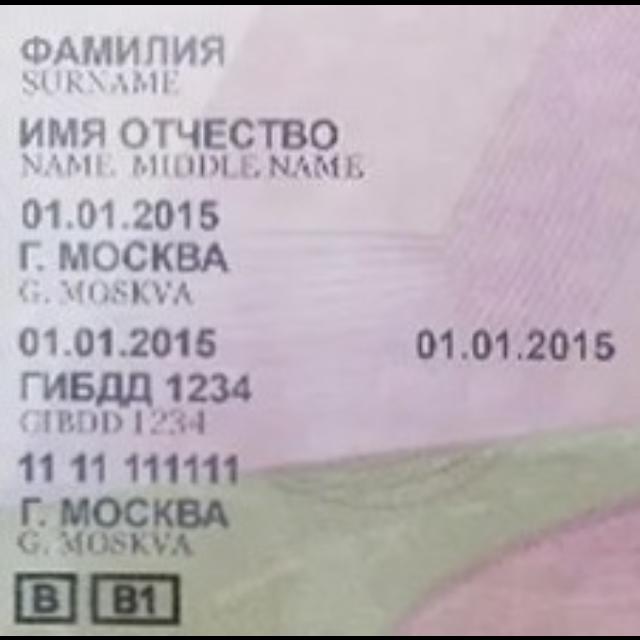 ФАМИЛИЯ
SURNAME
ИМЯ ОТЧЕСТВО
NAME MIDDLE NAME
01.01.2015
Г. МОСКВА
G. MOSKVA
01.01.2015 01.01.2015
ГИБДД 1234
GIBDD 1234
11 11 111111
Г. МОСКВА
G. MOSKVA
B B1